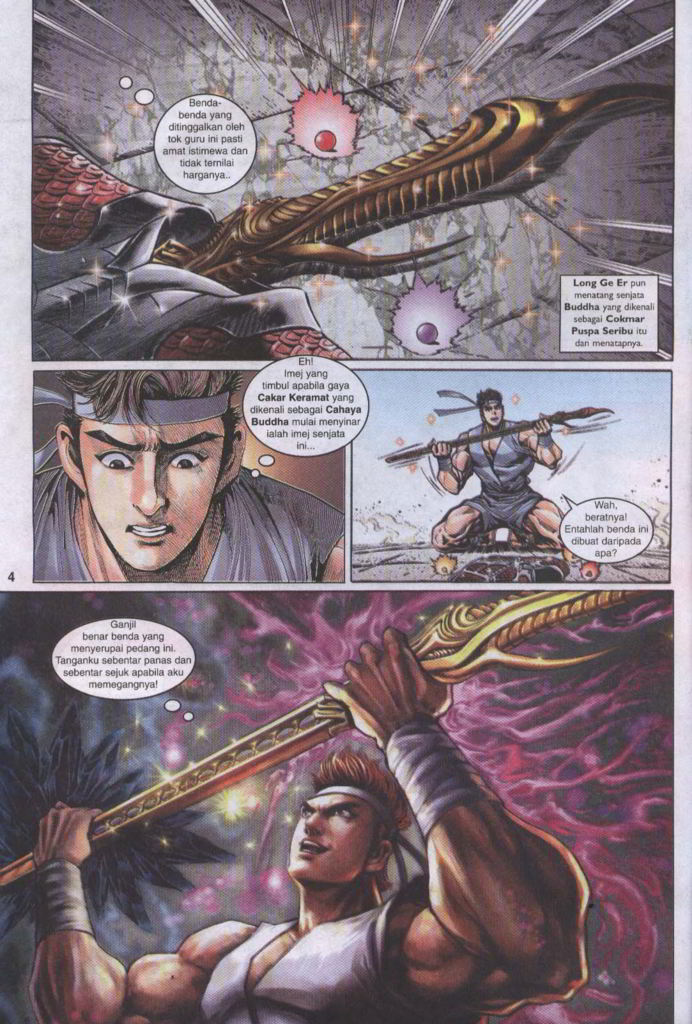 Benda-
benda yang
ditinggalkan oleh
tok guru ini pasti
amat istimewa dan
tidak ternilai
harganya..
Long Ge Er pun
menatang senjata
Buddha yang dikenali
sebagai Cokmar
Puspa Seribu itu
dan menatapnya.
Eh!
Imej yang
timbul apabila gaya
Cakar Keramat yang
dikenali sebagai Cahaya
Buddha mulai menyinar
ialah imej senjata
ini...
Wah,
beratnya!
Entahlah benda ini
dibuat daripada
apa?
4
Ganjil
benar benda yang
menyerupai pedang ini.
Tanganku sebentar panas dan
sebentar sejuk apabila aku
memegangnya!